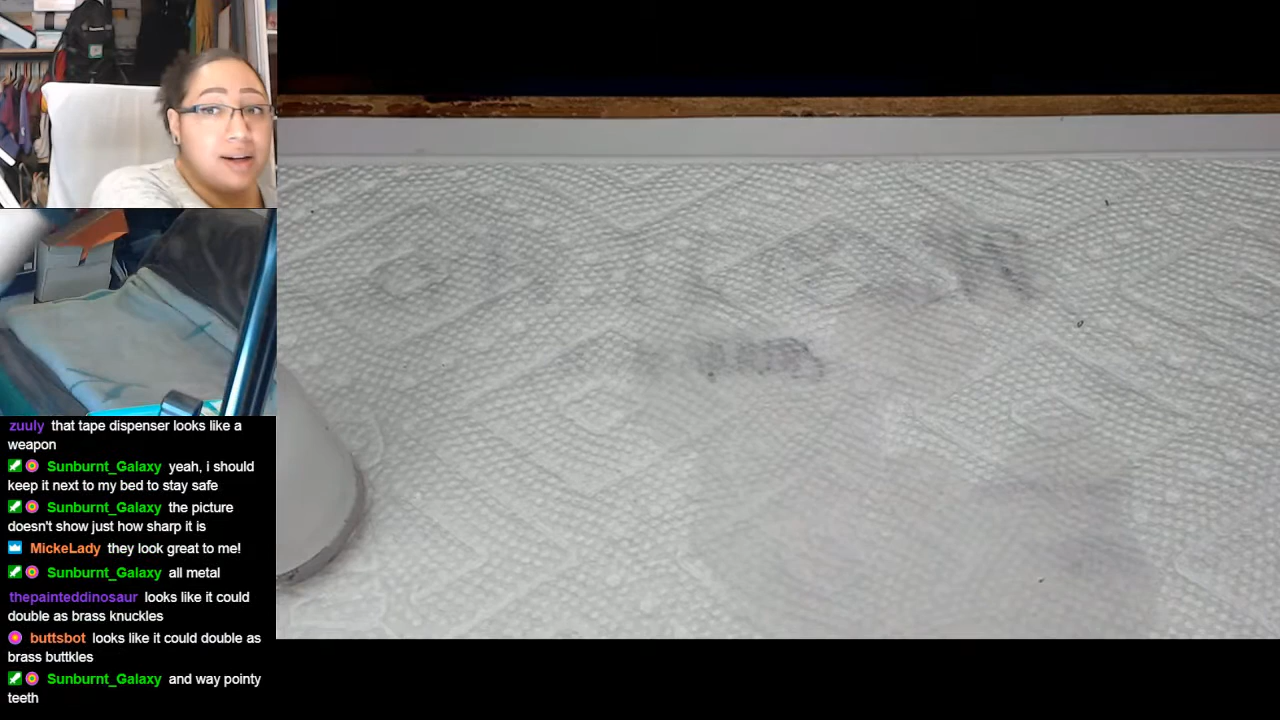 zuuly that tape dispenser looks like a
weapon
Sunburnt_Galaxy yeah, i should
keep it next to my bed to stay safe
Sunburnt_Galaxy the picture
doesn't show just how sharp it is
MickeLady they look great to me!
Sunburnt_Galaxy all metal
thepainteddinosaur looks like it could
double as brass knuckles
buttsbot looks like it could double as
brass buttkles
Sunburnt_Galaxy and way pointy
teeth